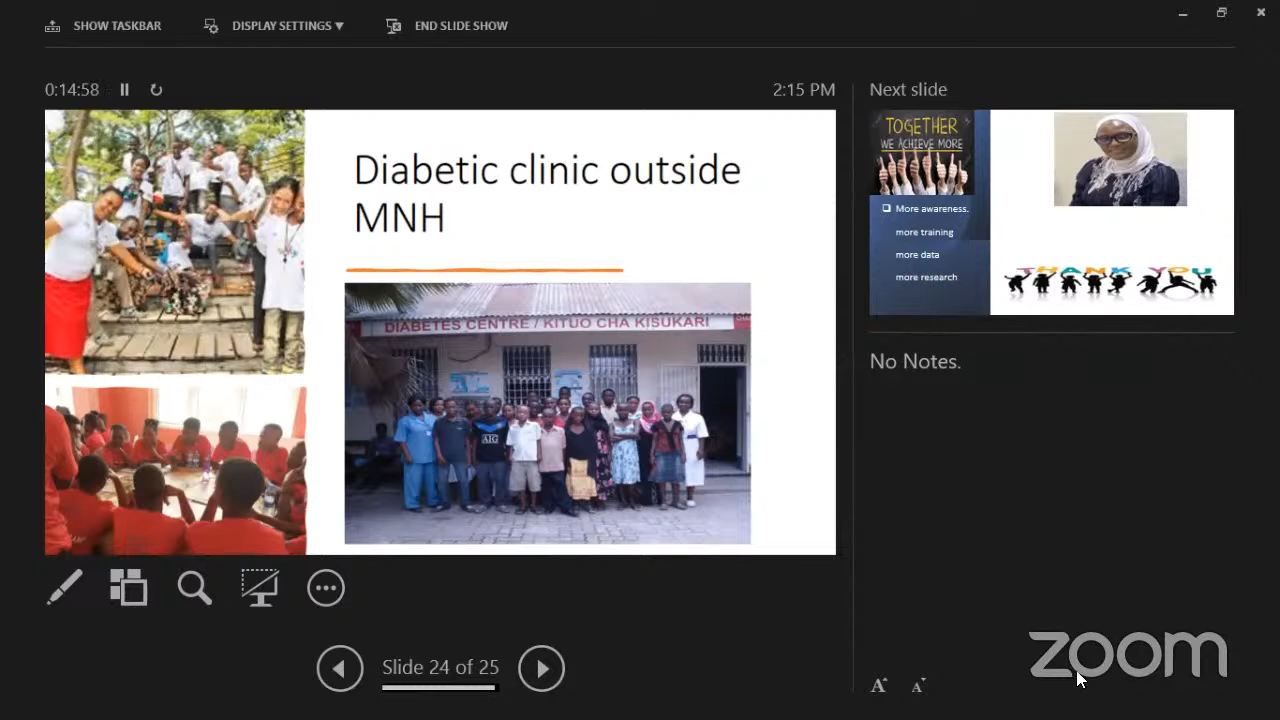 SHOW TASKBAR
DISPLAY SETTINGS ▼
END SLIDE SHOW
0:14:58
2:15 PM
Next slide
Diabetic clinic outside
MNH
DIABETES CENTRE / KITUO CHA KISUKARI
AIG
TOGETHER
WE ACHIEVE MORE
More awareness.
more training
more data
more research
THANK YOU
No Notes.
Slide 24 of 25
A A
zoom